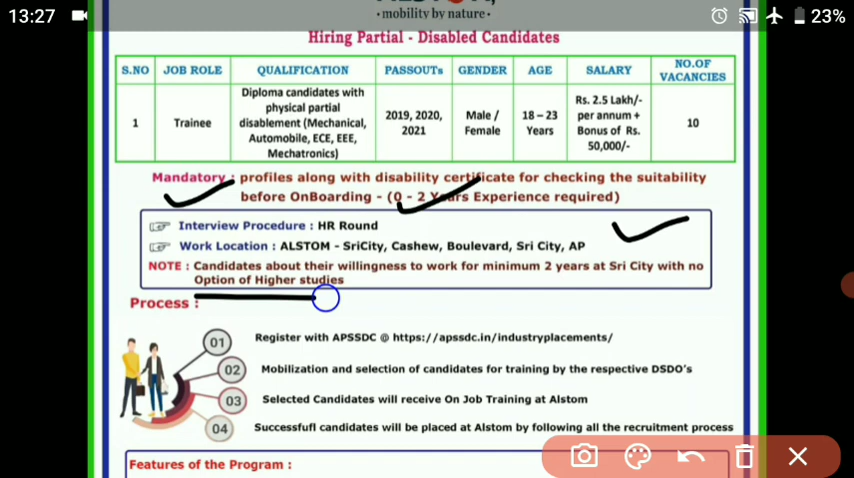 13:27
23%
•mobility by nature•
Hiring Partial - Disabled Candidates
S.NO JOB ROLE QUALIFICATION PASSOUTs GENDER AGE SALARY NO.OF VACANCIES
1 Trainee Diploma candidates with physical partial disablement (Mechanical, Automobile, ECE, EEE, Mechatronics) 2019, 2020, 2021 Male / Female 18 – 23 Years Rs. 2.5 Lakh/- per annum + Bonus of Rs. 50,000/- 10
Mandatory : profiles along with disability certificate for checking the suitability
before OnBoarding - (0 - 2 Years Experience required)
Interview Procedure : HR Round
Work Location : ALSTOM - SriCity, Cashew, Boulevard, Sri City, AP
NOTE : Candidates about their willingness to work for minimum 2 years at Sri City with no
Option of Higher studies
Process :
01 Register with APSSDC @ https://apssdc.in/industryplacements/
02 Mobilization and selection of candidates for training by the respective DSDO's
03 Selected Candidates will receive On Job Training at Alstom
04 Successfufl candidates will be placed at Alstom by following all the recruitment process
Features of the Program :